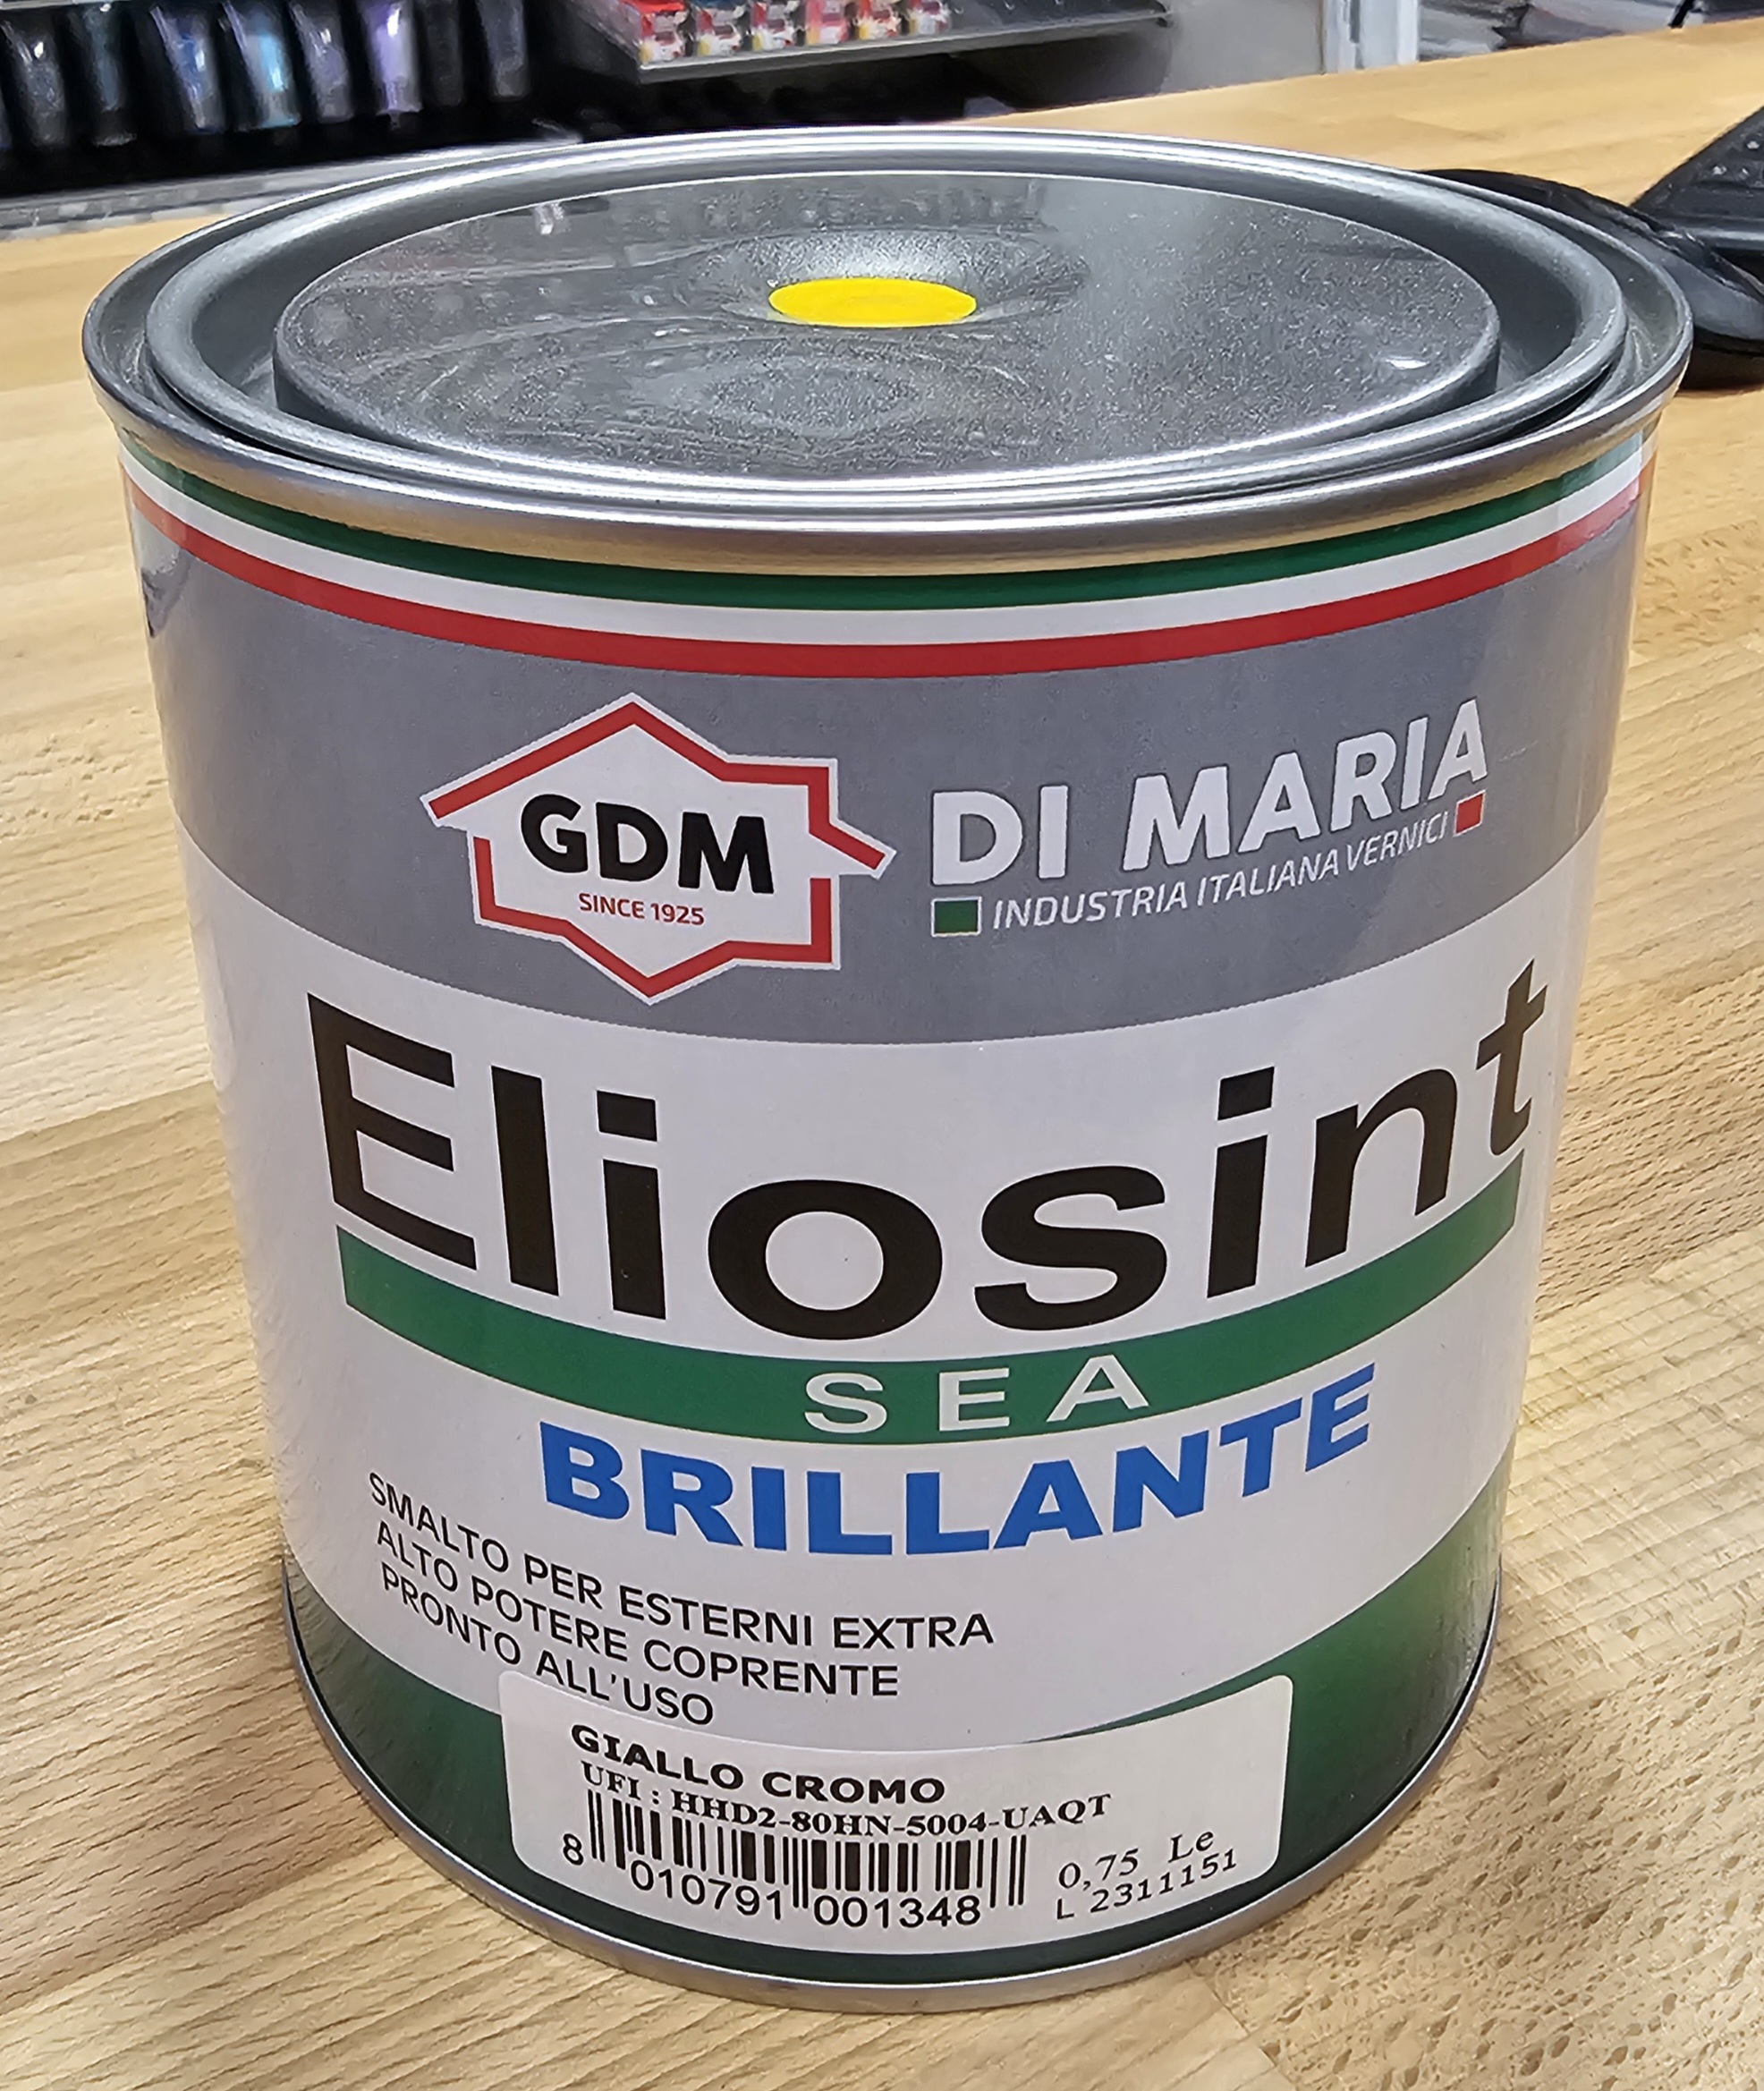 GDM
SINCE 1925
DI MARIA
INDUSTRIA ITALIANA VERNICI
Eliosint
SEA
BRILLANTE
SMALTO PER ESTERNI EXTRA
ALTO POTERE COPRENTE
PRONTO ALL'USO
GIALLO CROMO
UFI : HHD2-80HN-5004-UAQT
8 010791 001348
0,75 Le
L 2311151